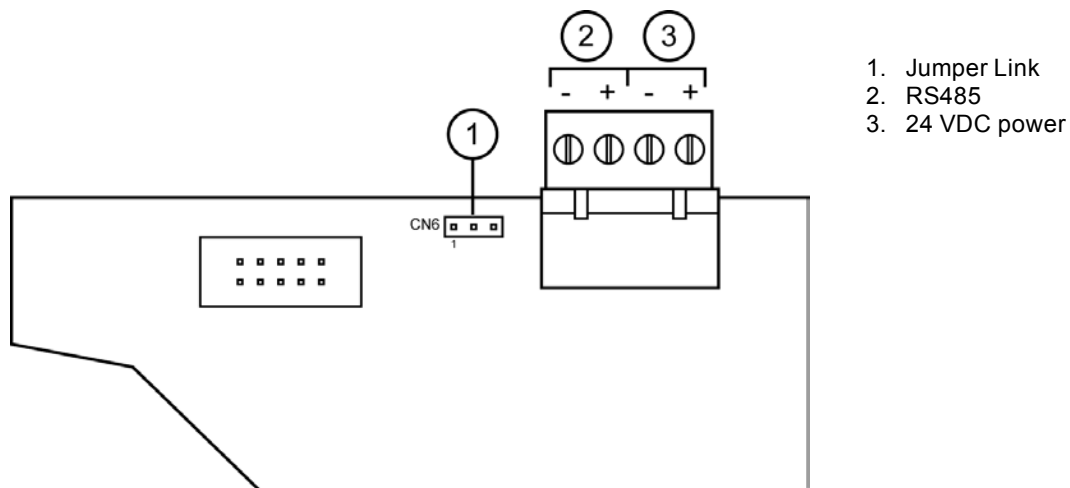 2 3
- + - +
1
CN6
1
1. Jumper Link
2. RS485
3. 24 VDC power